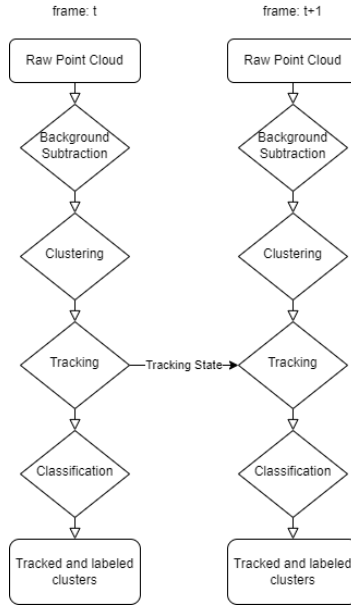 frame: t
Raw Point Cloud
Background
Subtraction
Clustering
Tracking
Tracking State
Classification
Tracked and labeled
clusters
frame: t+1
Raw Point Cloud
Background
Subtraction
Clustering
Tracking
Classification
Tracked and labeled
clusters